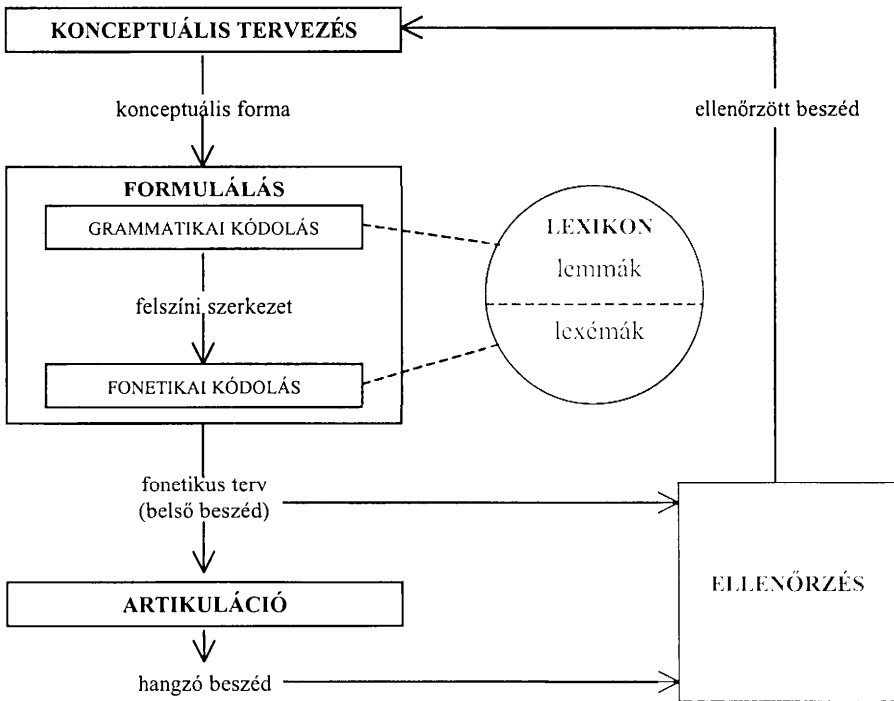 KONCEPTUÁLIS TERVEZÉS
konceptuális forma
ellenőrzött beszéd
FORMULÁLÁS
GRAMMATIKAI KÓDOLÁS
felszíni szerkezet
FONETIKAI KÓDOLÁS
LEXIKON
lemmák
lexémák
fonetikus terv
(belső beszéd)
ARTIKULÁCIÓ
hangzó beszéd
ELLENŐRZÉS